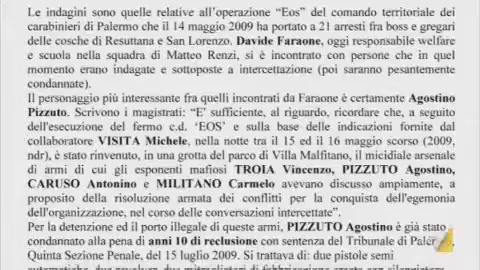 Le indagini sono quelle relative all'operazione "Eos" del comando territoriale dei
carabinieri di Palermo che il 14 maggio 2009 ha portato a 21 arresti fra boss e gregari
delle cosche di Resuttana e San Lorenzo. Davide Faraone, oggi responsabile welfare
e scuola nella squadra di Matteo Renzi, si è incontrato con persone che in quel
momento erano indagate e sottoposte a intercettazione (poi saranno pesantemente
condannate).
Il personaggio più interessante fra quelli incontrati da Faraone è certamente Agostino
Pizzuto. Scrivono i magistrati: "E' sufficiente, al riguardo, ricordare che, a seguito
dell'esecuzione del fermo c.d. 'EOS' e sulla base delle indicazioni fornite dal
collaboratore VISITA Michele, nella notte tra il 15 ed il 16 maggio scorso (2009,
ndr), è stato rinvenuto, in una grotta del parco di Villa Malfitano, il micidiale arsenale
di armi di cui gli esponenti mafiosi TROIA Vincenzo, PIZZUTO Agostino,
CARUSO Antonino e MILITANO Carmelo avevano discusso ampiamente, a
proposito della risoluzione armata dei conflitti per la conquista dell'egemonia
dell'organizzazione, nel corso delle conversazioni intercettate".
Per la detenzione ed il porto illegale di queste armi, PIZZUTO Agostino è già stato
condannato alla pena di anni 10 di reclusione con sentenza del Tribunale di Palermo,
Quinta Sezione Penale, del 15 luglio 2009. Si trattava di: due pistole semi